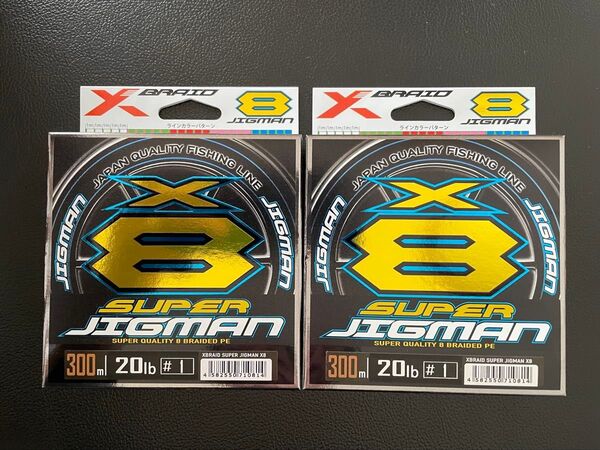 X BRAID 8
JIGMAN
ラインカラーパターン
JAPAN QUALITY FISHING LINE
JIGMAN
X
8
JIGMAN
SUPER
JIGMAN
SUPER QUALITY 8 BRAIDED PE
300m 20lb #1
XBRAID SUPER JIGMAN X8
4582550710814
X BRAID 8
JIGMAN
ラインカラーパターン
JAPAN QUALITY FISHING LINE
JIGMAN
X
8
JIGMAN
SUPER
JIGMAN
SUPER QUALITY 8 BRAIDED PE
300m 20lb #1
XBRAID SUPER JIGMAN X8
4582550710814